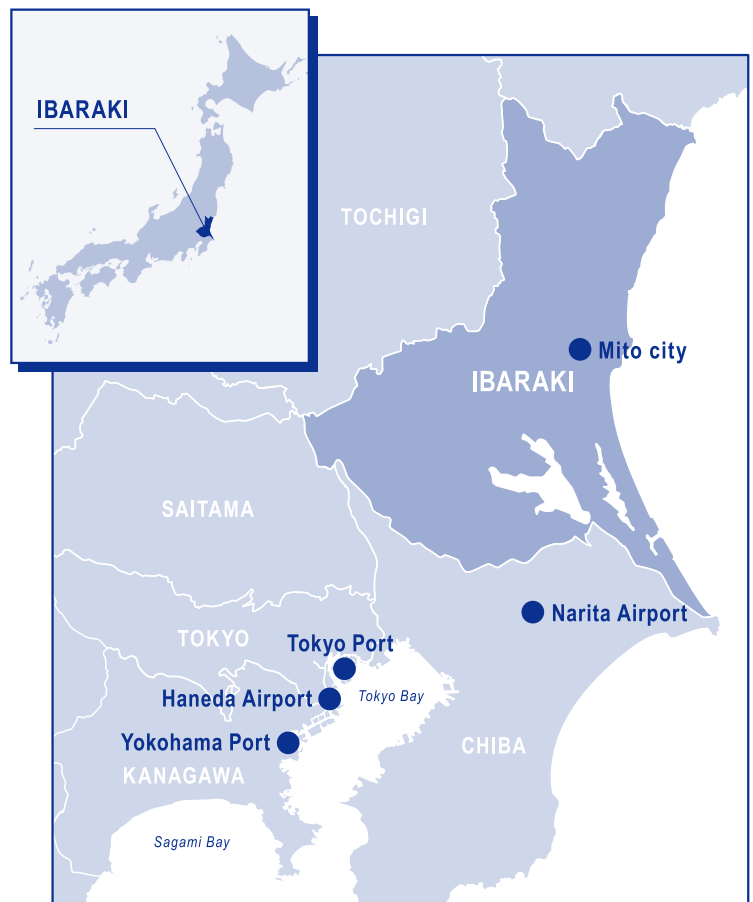 IBARAKI
TOCHIGI
Mito city
IBARAKI
SAITAMA
Narita Airport
TOKYO
Tokyo Port
Haneda Airport
Tokyo Bay
Yokohama Port
CHIBA
KANAGAWA
Sagami Bay